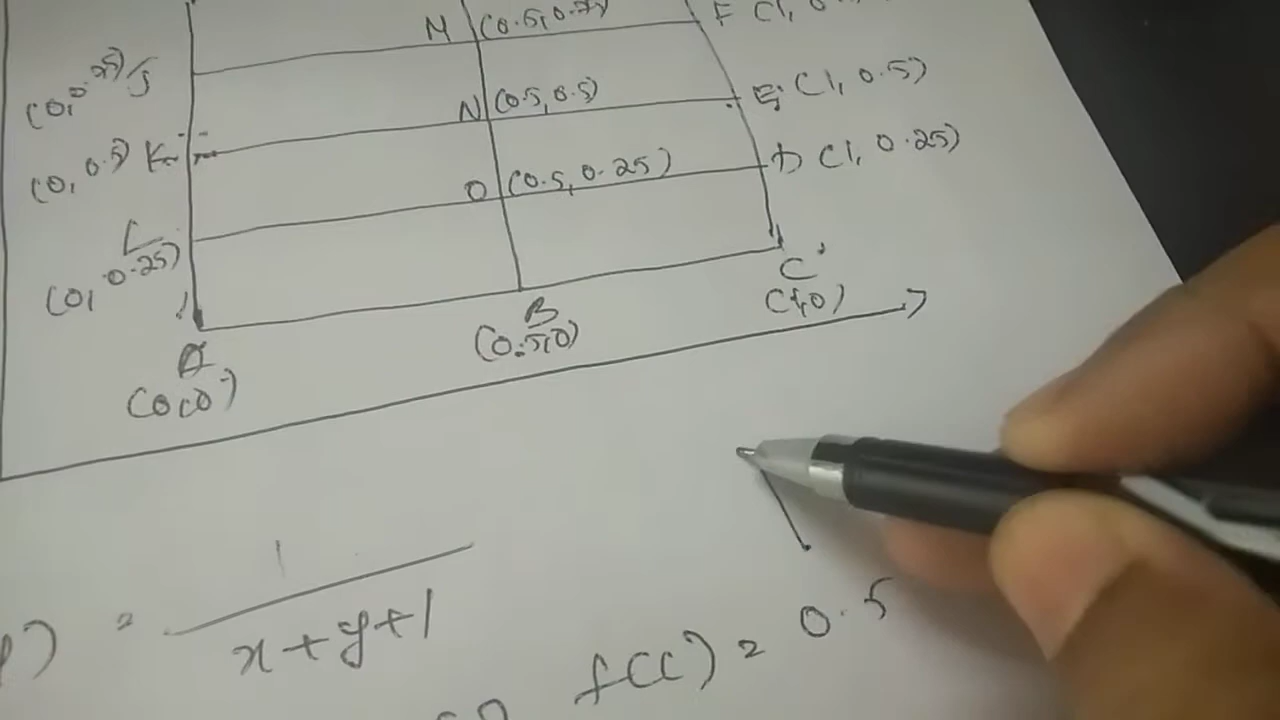 M (0.5, 0.75) F (1, 0.
(0, 0.75) J
N (0.5, 0.5) E (1, 0.5)
(0, 0.5) K
O (0.5, 0.25) D (1, 0.25)
L
(0, 0.25)
C
(1,0)
B
(0.5,0)
A
(0,0)
) = 1
x+y+1
f(C) = 0.5